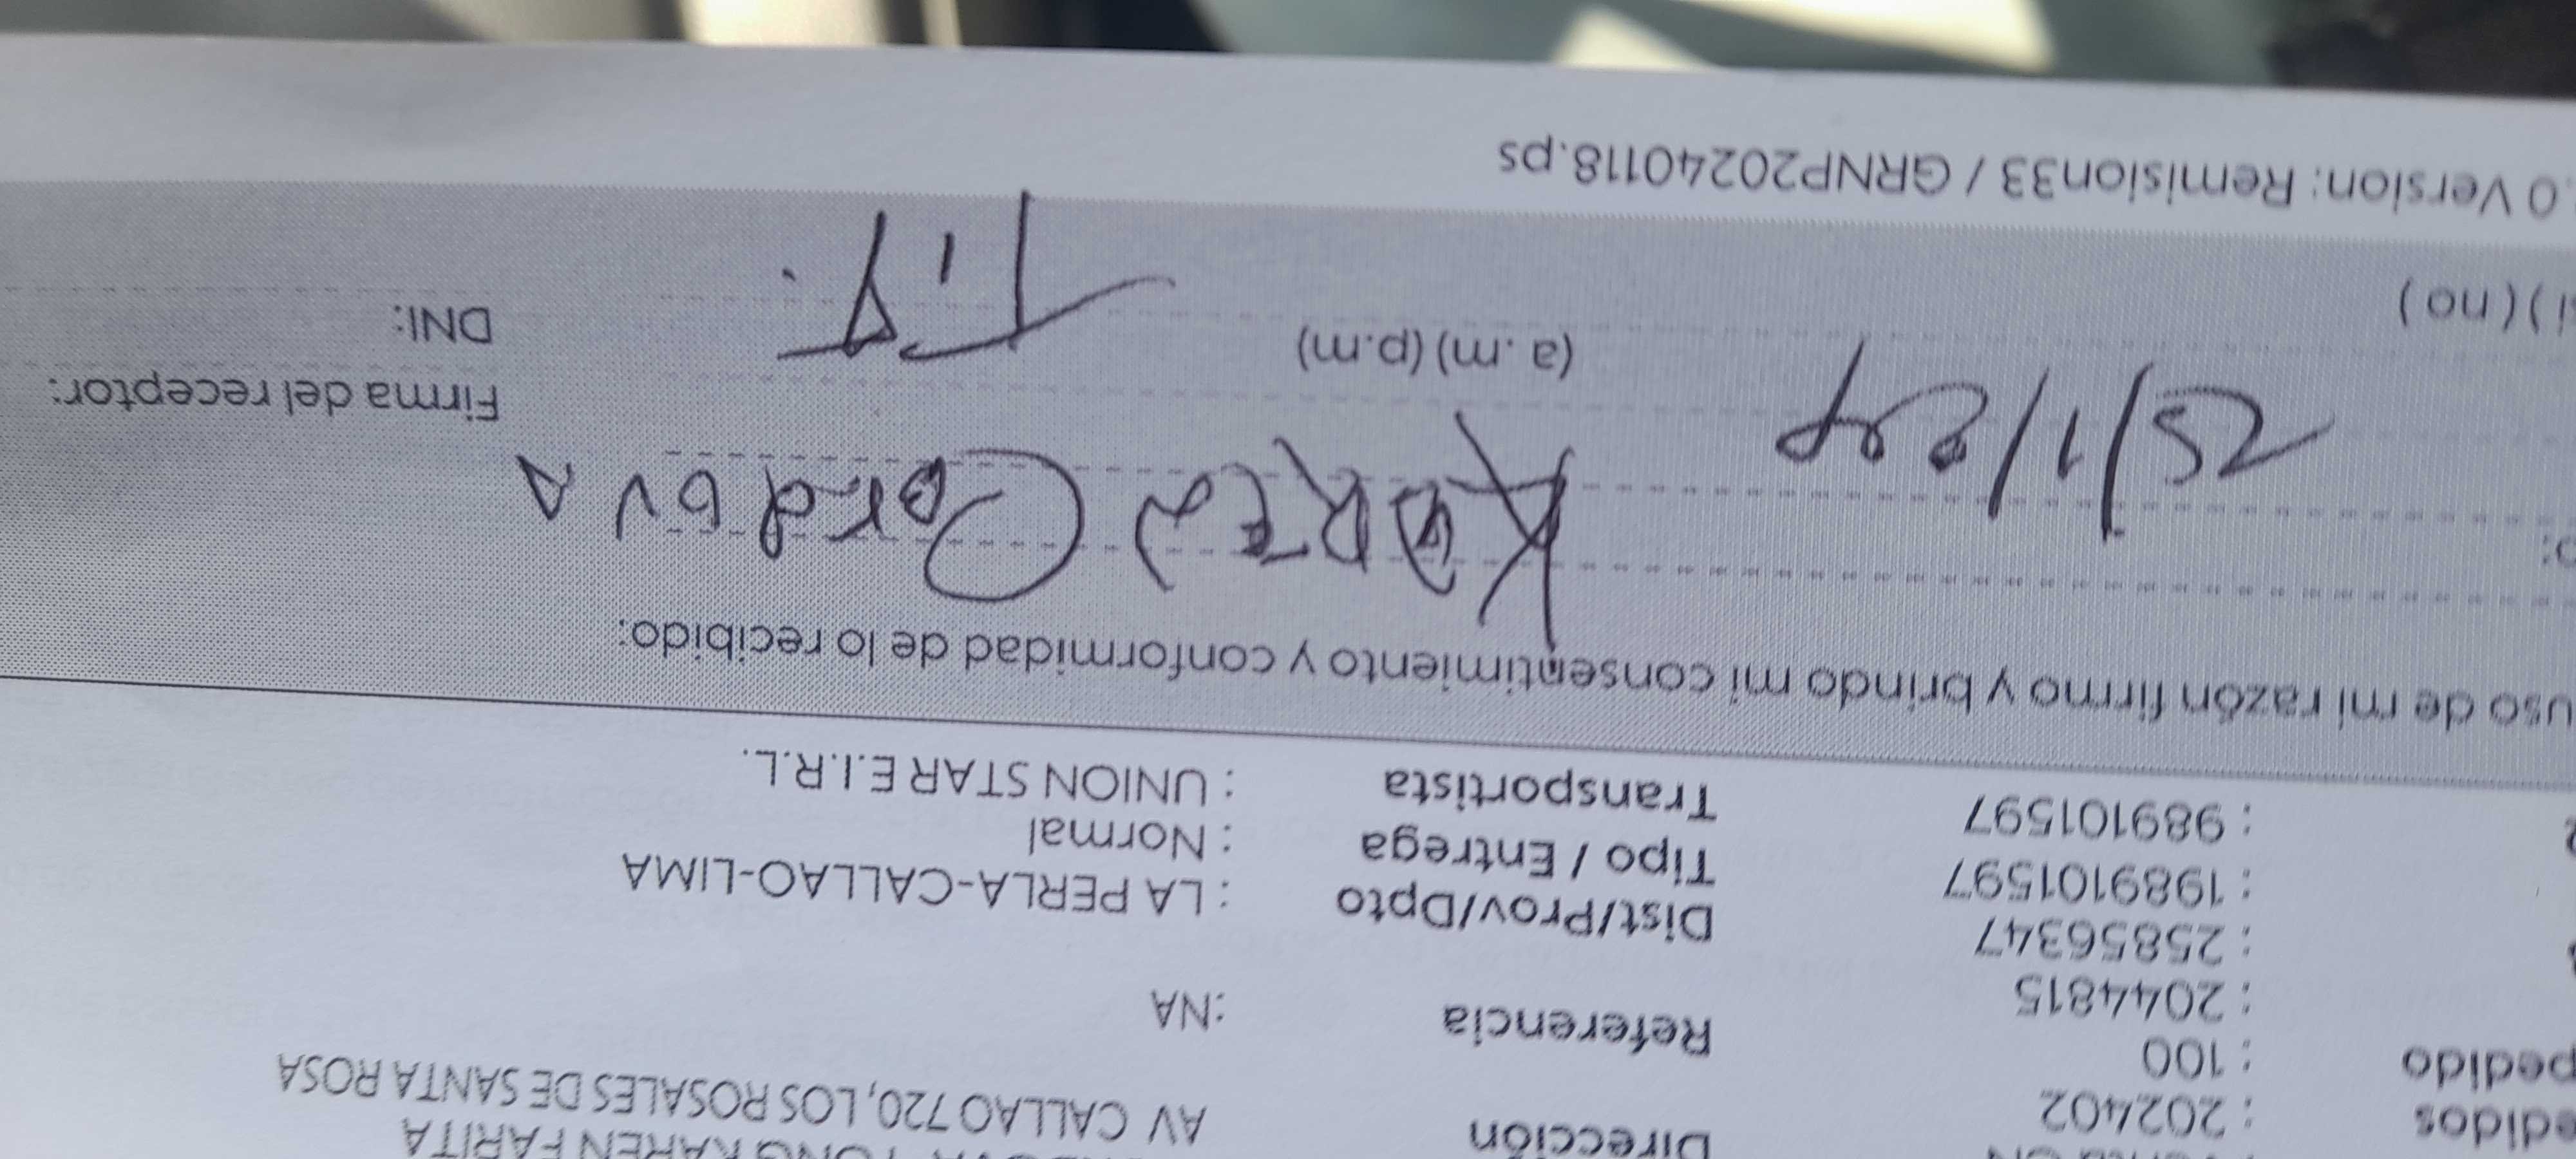 KAREN FARITA
Dirección AV CALLAO 720, LOS ROSALES DE SANTA ROSA
: 202402
pedido : 100
Referencia :NA
: 2044815
: 25856347
Dist/Prov/Dpto : LA PERLA-CALLAO-LIMA
: 1989101597
Tipo / Entrega : Normal
: 989101597
Transportista : UNION STAR E.I.R.L.
uso de mi razón firmo y brindo mi consentimiento y conformidad de lo recibido:
Karen Cordova
25/1/24
Firma del receptor:
(a.m) (p.m)
Tit.
DNI:
) ( no )
.0 Version: Remision33 / GRNP20240118.ps